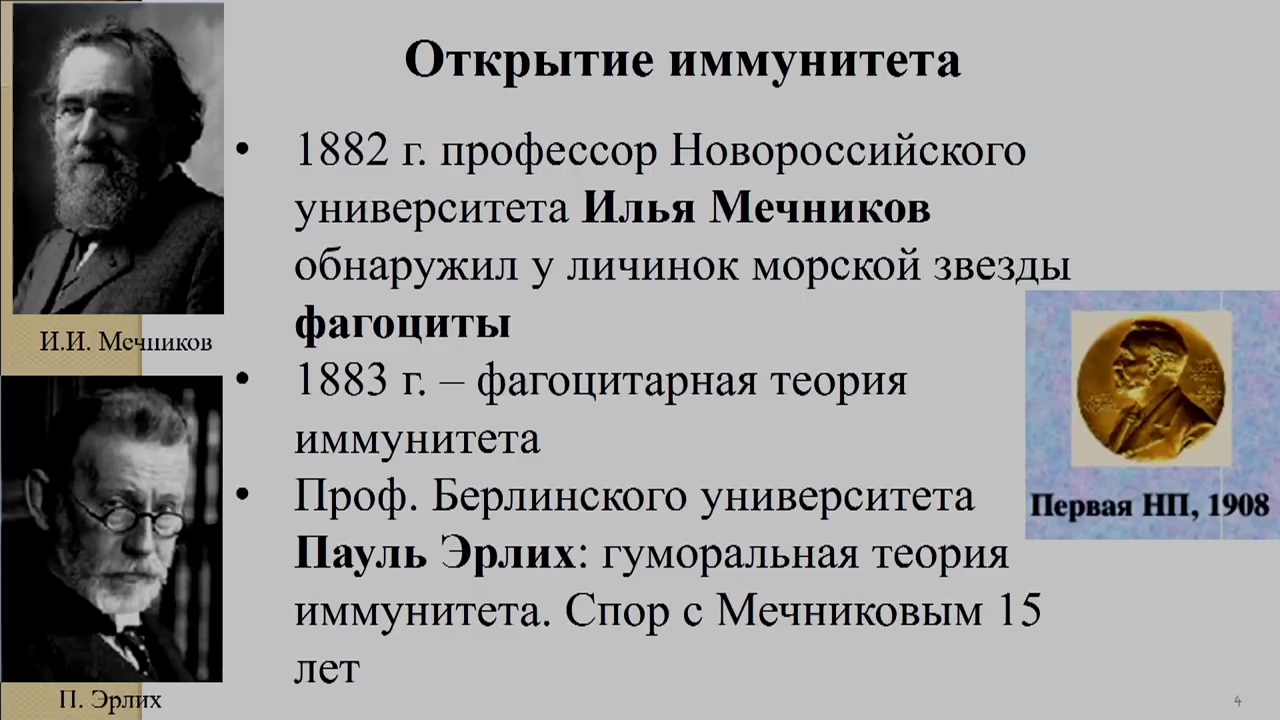 Открытие иммунитета
• 1882 г. профессор Новороссийского
университета Илья Мечников
обнаружил у личинок морской звезды
фагоциты
• 1883 г. – фагоцитарная теория
иммунитета
• Проф. Берлинского университета
Пауль Эрлих: гуморальная теория
иммунитета. Спор с Мечниковым 15
лет
И.И. Мечников
П. Эрлих
Первая НП, 1908
4